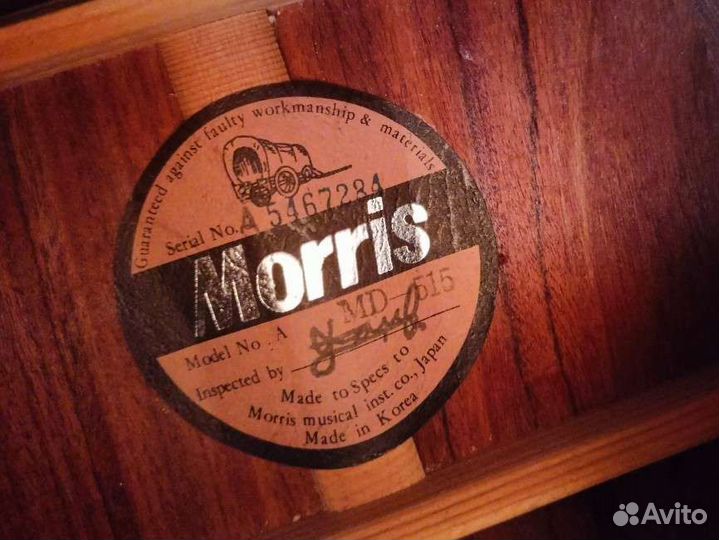 Guaranteed against faulty workmanship & materials
Serial No. A 5467284
Morris
Model No : A MD-515
Inspected by
Made to Specs to
Morris musical inst. co., Japan
Made in Korea
Avito